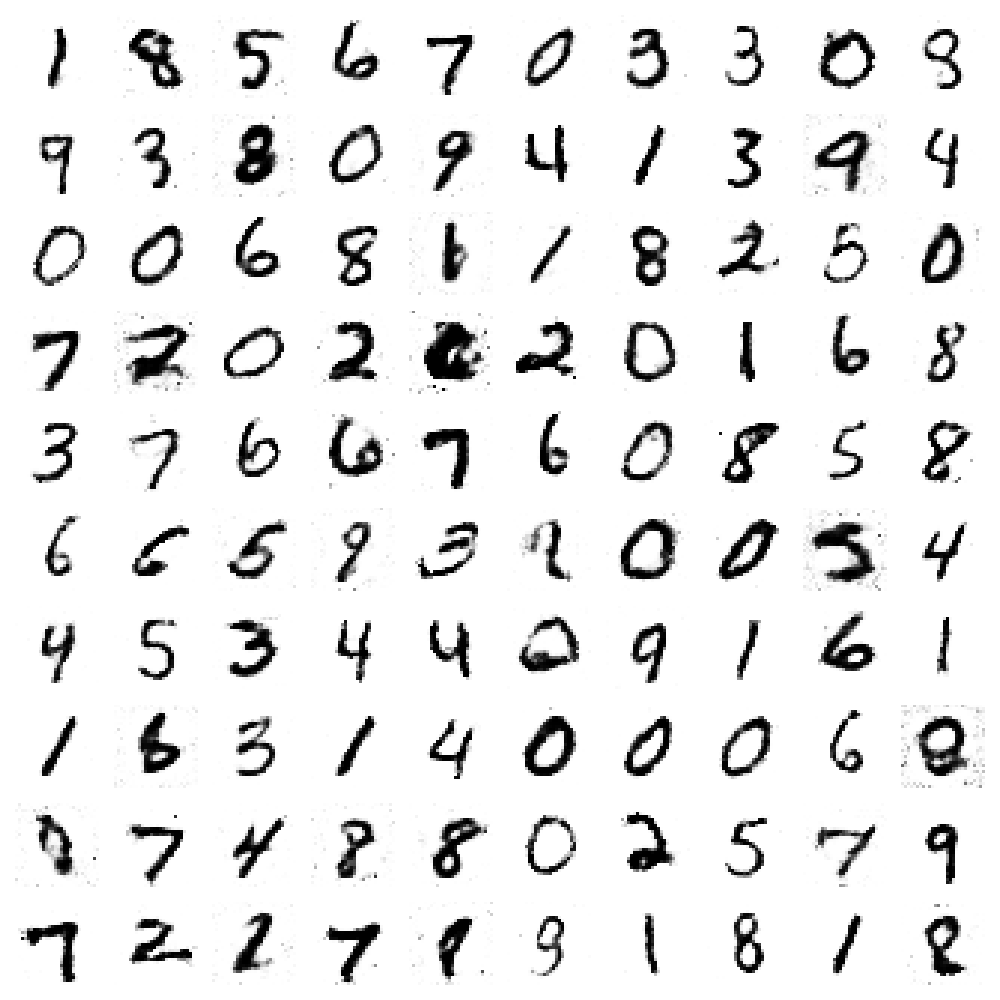 1 8 5 6 7 0 3 3 0 9
9 3 8 0 9 4 1 3 9 4
0 0 6 8 1 1 8 2 5 0
7 2 0 2 2 0 1 6 8
3 7 6 6 7 6 0 8 5 8
6 6 5 9 3 0 0 5 4
4 5 3 4 4 9 1 6 1
1 8 3 1 4 0 0 0 6
7 4 8 8 0 2 5 7 9
7 2 2 7 9 1 8 1 8